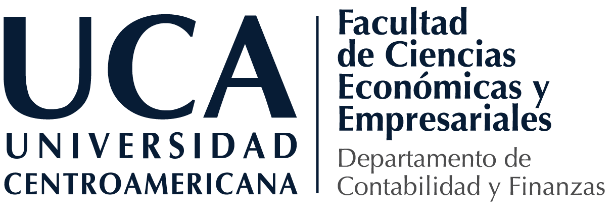 UCA
UNIVERSIDAD
CENTROAMERICANA
Facultad
de Ciencias
Económicas y
Empresariales
Departamento de
Contabilidad y Finanzas